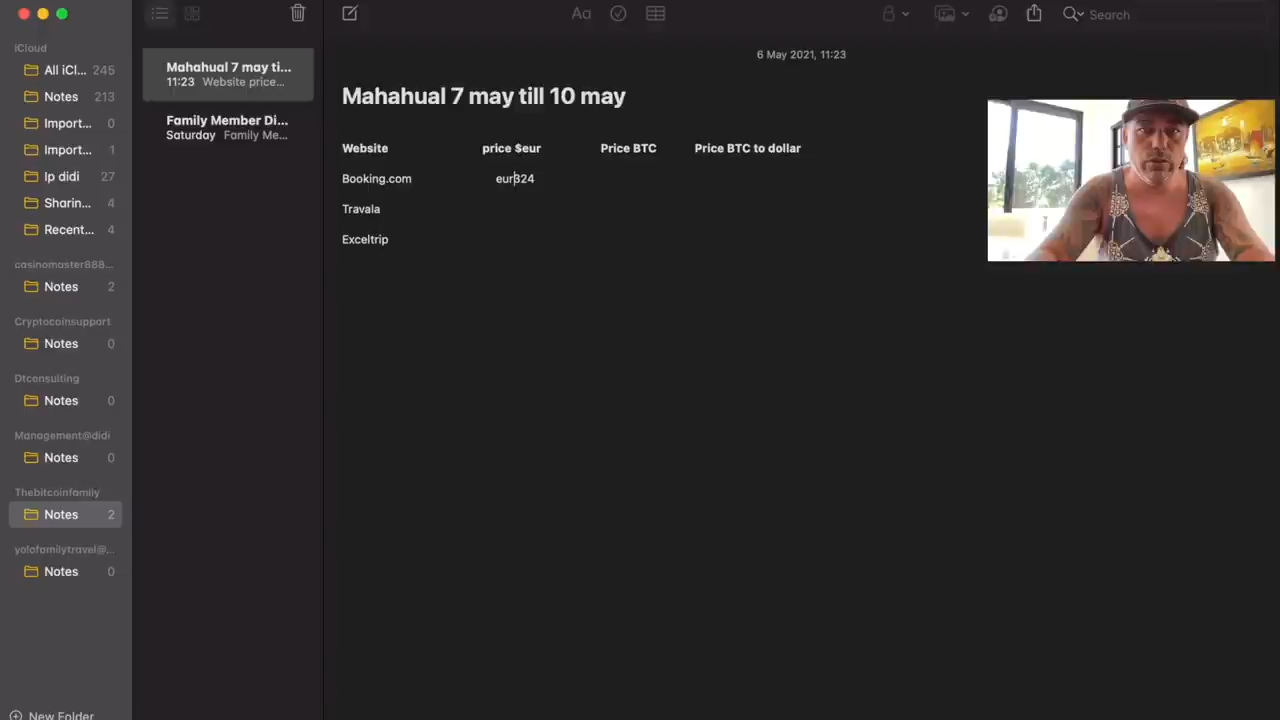 Search
iCloud
All iCl... 245
Notes 213
Import... 0
Import... 1
Ip didi 27
Sharin... 4
Recent... 4
casinomaster888...
Notes 2
Cryptocoinsupport
Notes 0
Dtconsulting
Notes 0
Management@didi
Notes 0
Thebitcoinfamily
Notes 2
yolofamilytravel@...
Notes 0
New Folder
Mahahual 7 may ti...
11:23 Website price...
Family Member Di...
Saturday Family Me...
Aa
6 May 2021, 11:23
Mahahual 7 may till 10 may
Website price $eur Price BTC Price BTC to dollar
Booking.com eur324
Travala
Exceltrip